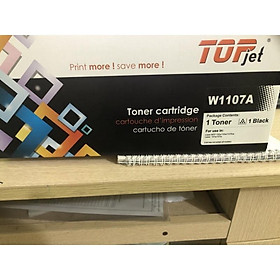 TOPjet
Print more ! save more !
W1107A
Toner cartridge
cartouche d'impression
cartucho de tóner
Package Contents:
1 Toner
1 Black
For use in: